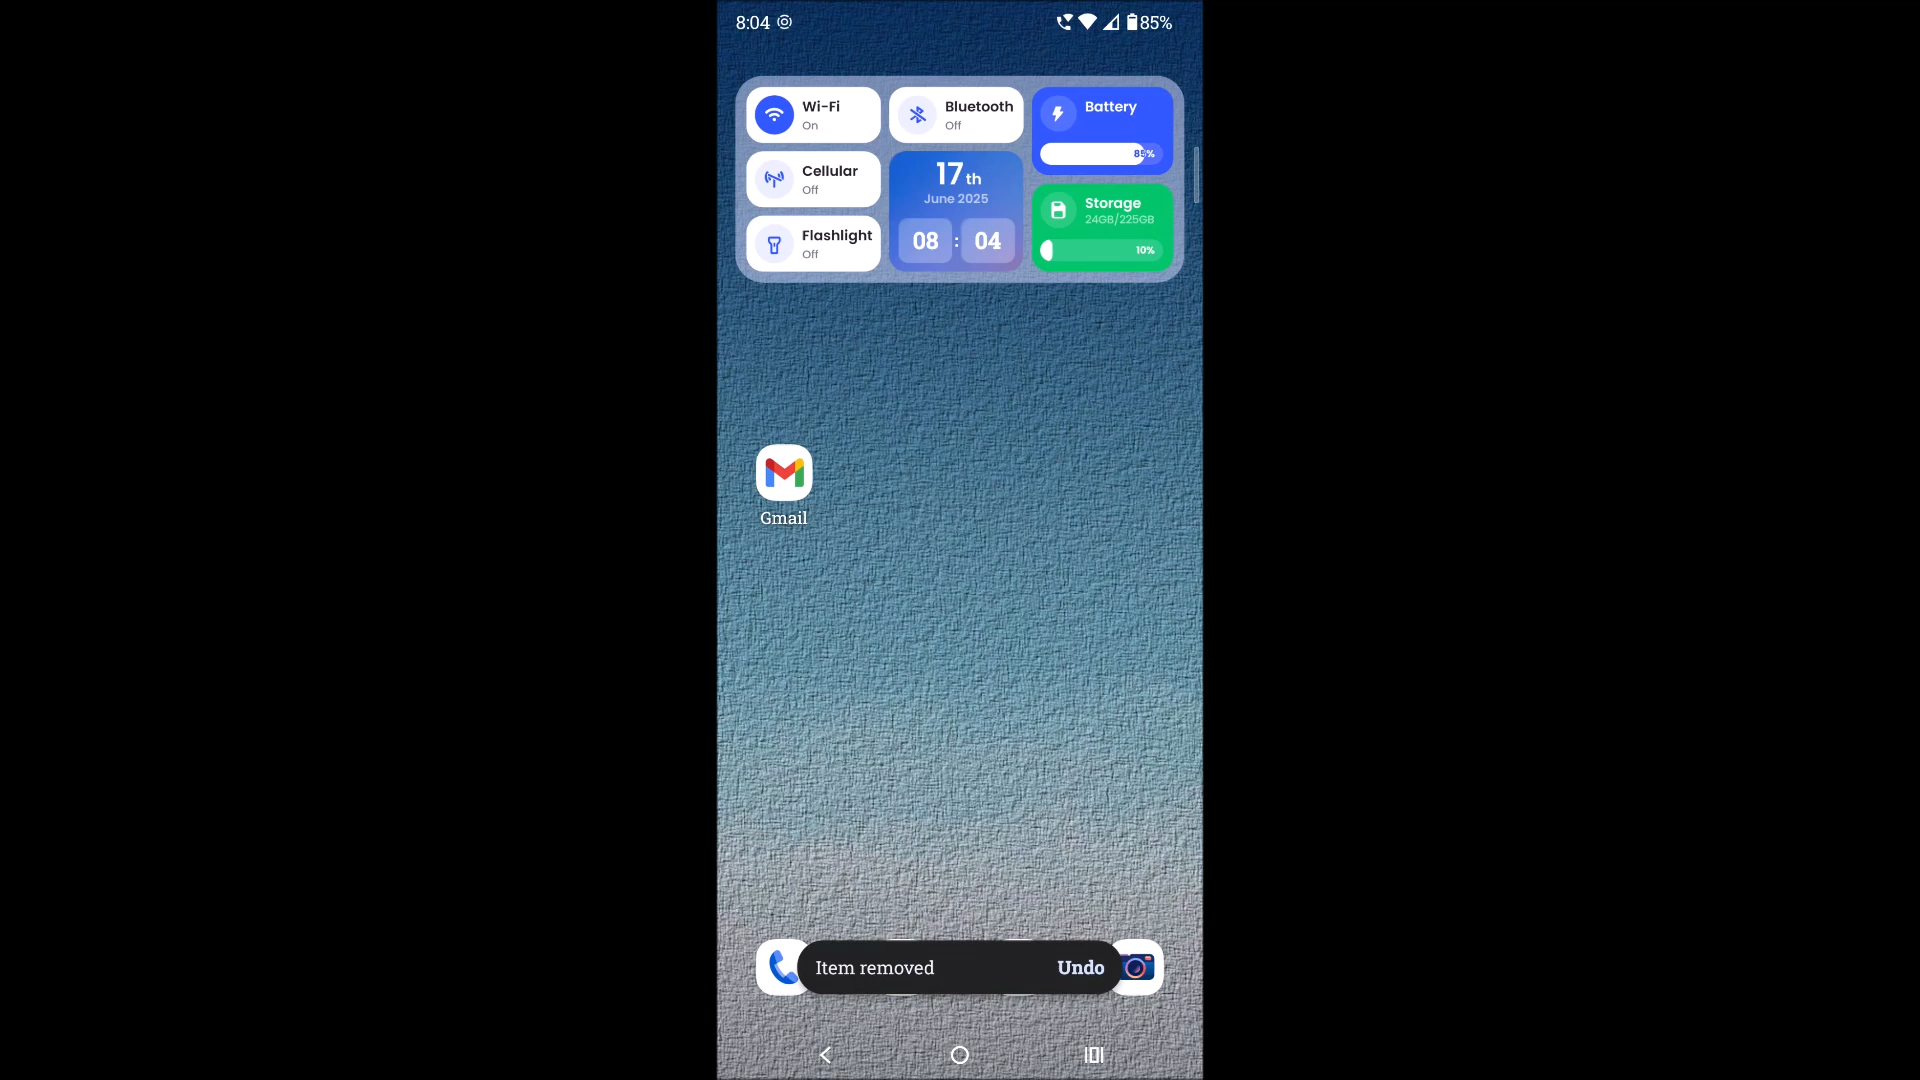 8:04
85%
Wi-Fi
On
Bluetooth
Off
Battery
85%
Cellular
Off
17th
June 2025
08 : 04
Storage
24GB/225GB
10%
Flashlight
Off
Gmail
Item removed
Undo